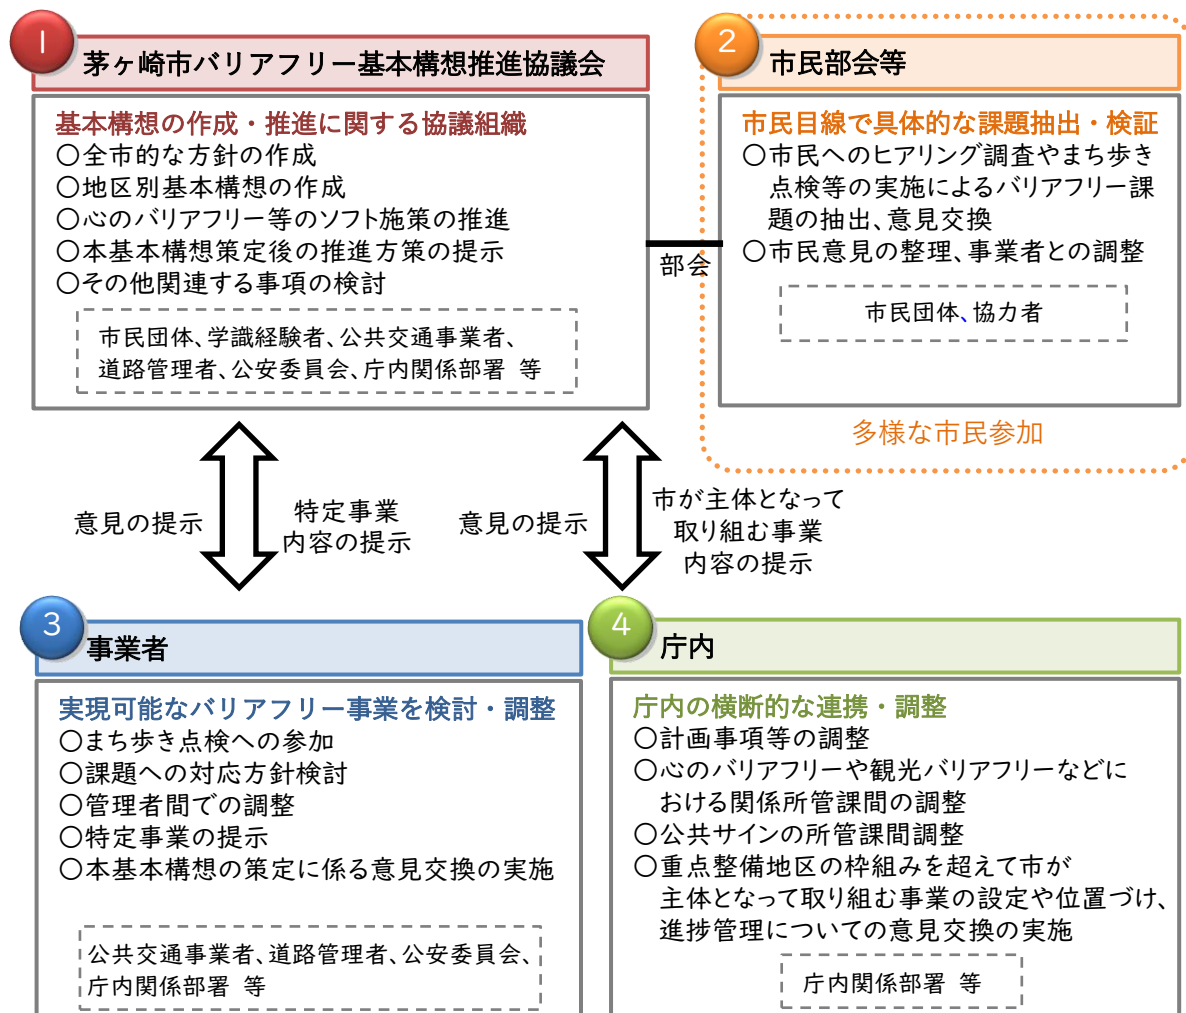 1
茅ヶ崎市バリアフリー基本構想推進協議会
基本構想の作成・推進に関する協議組織
〇全市的な方針の作成
〇地区別基本構想の作成
〇心のバリアフリー等のソフト施策の推進
〇本基本構想策定後の推進方策の提示
〇その他関連する事項の検討
市民団体、学識経験者、公共交通事業者、
道路管理者、公安委員会、庁内関係部署 等
部会
2
市民部会等
市民目線で具体的な課題抽出・検証
〇市民へのヒアリング調査やまち歩き
点検等の実施によるバリアフリー課
題の抽出、意見交換
〇市民意見の整理、事業者との調整
市民団体、協力者
多様な市民参加
意見の提示
特定事業
内容の提示
意見の提示
市が主体となって
取り組む事業
内容の提示
3
事業者
実現可能なバリアフリー事業を検討・調整
〇まち歩き点検への参加
〇課題への対応方針検討
〇管理者間での調整
〇特定事業の提示
〇本基本構想の策定に係る意見交換の実施
公共交通事業者、道路管理者、公安委員会、
庁内関係部署 等
4
庁内
庁内の横断的な連携・調整
〇計画事項等の調整
〇心のバリアフリーや観光バリアフリーなどに
おける関係所管課間の調整
〇公共サインの所管課間調整
〇重点整備地区の枠組みを超えて市が
主体となって取り組む事業の設定や位置づけ、
進捗管理についての意見交換の実施
庁内関係部署 等